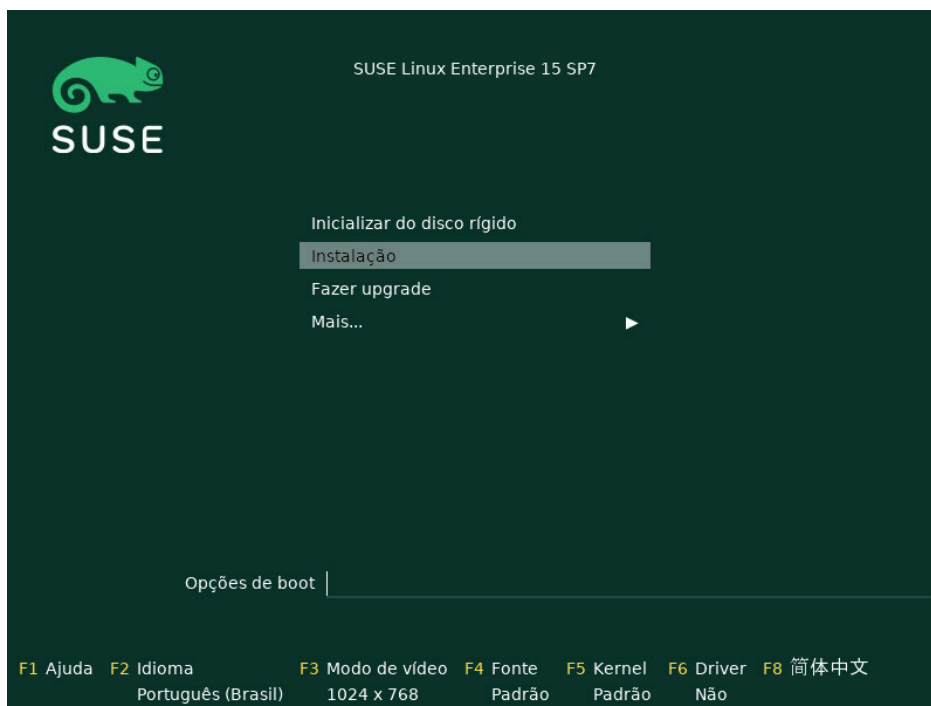 SUSE Linux Enterprise 15 SP7
SUSE
Inicializar do disco rígido
Instalação
Fazer upgrade
Mais...
Opções de boot
F1 Ajuda F2 Idioma F3 Modo de vídeo F4 Fonte F5 Kernel F6 Driver F8 简体中文
Português (Brasil) 1024 x 768 Padrão Padrão Não